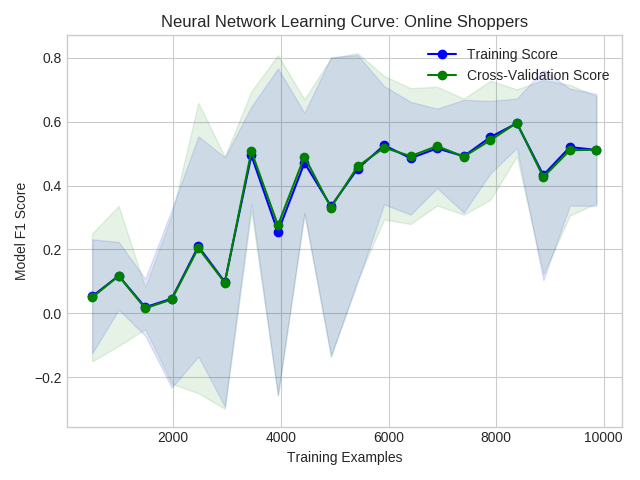 Neural Network Learning Curve: Online Shoppers
Training Score
Cross-Validation Score
Model F1 Score
0.8
0.6
0.4
0.2
0.0
−0.2
2000 4000 6000 8000 10000
Training Examples